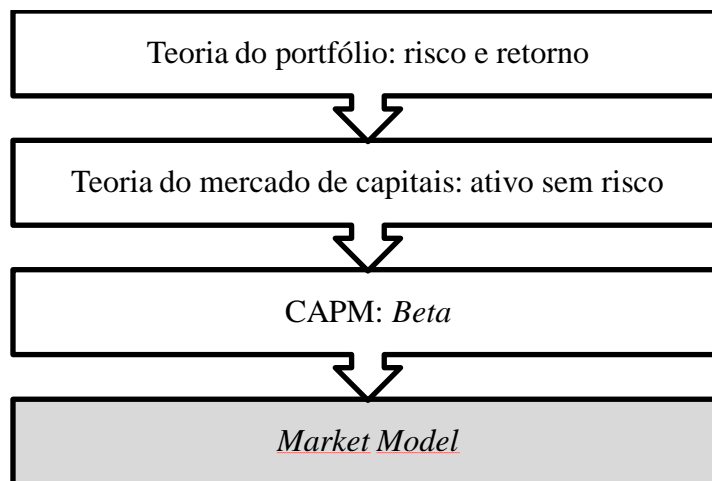 Teoria do portfólio: risco e retorno
Teoria do mercado de capitais: ativo sem risco
CAPM: Beta
Market Model